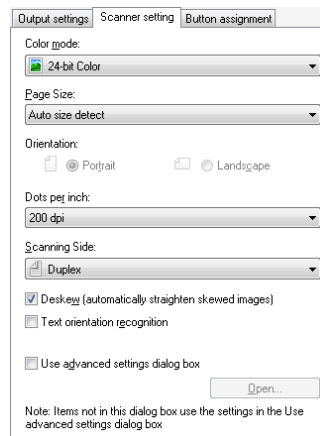 Output settings Scanner setting Button assignment
Color mode:
24-bit Color
Page Size:
Auto size detect
Orientation:
Portrait Landscape
Dots per inch:
200 dpi
Scanning Side:
Duplex
Deskew (automatically straighten skewed images)
Text orientation recognition
Use advanced settings dialog box
Open...
Note: Items not in this dialog box use the settings in the Use
advanced settings dialog box